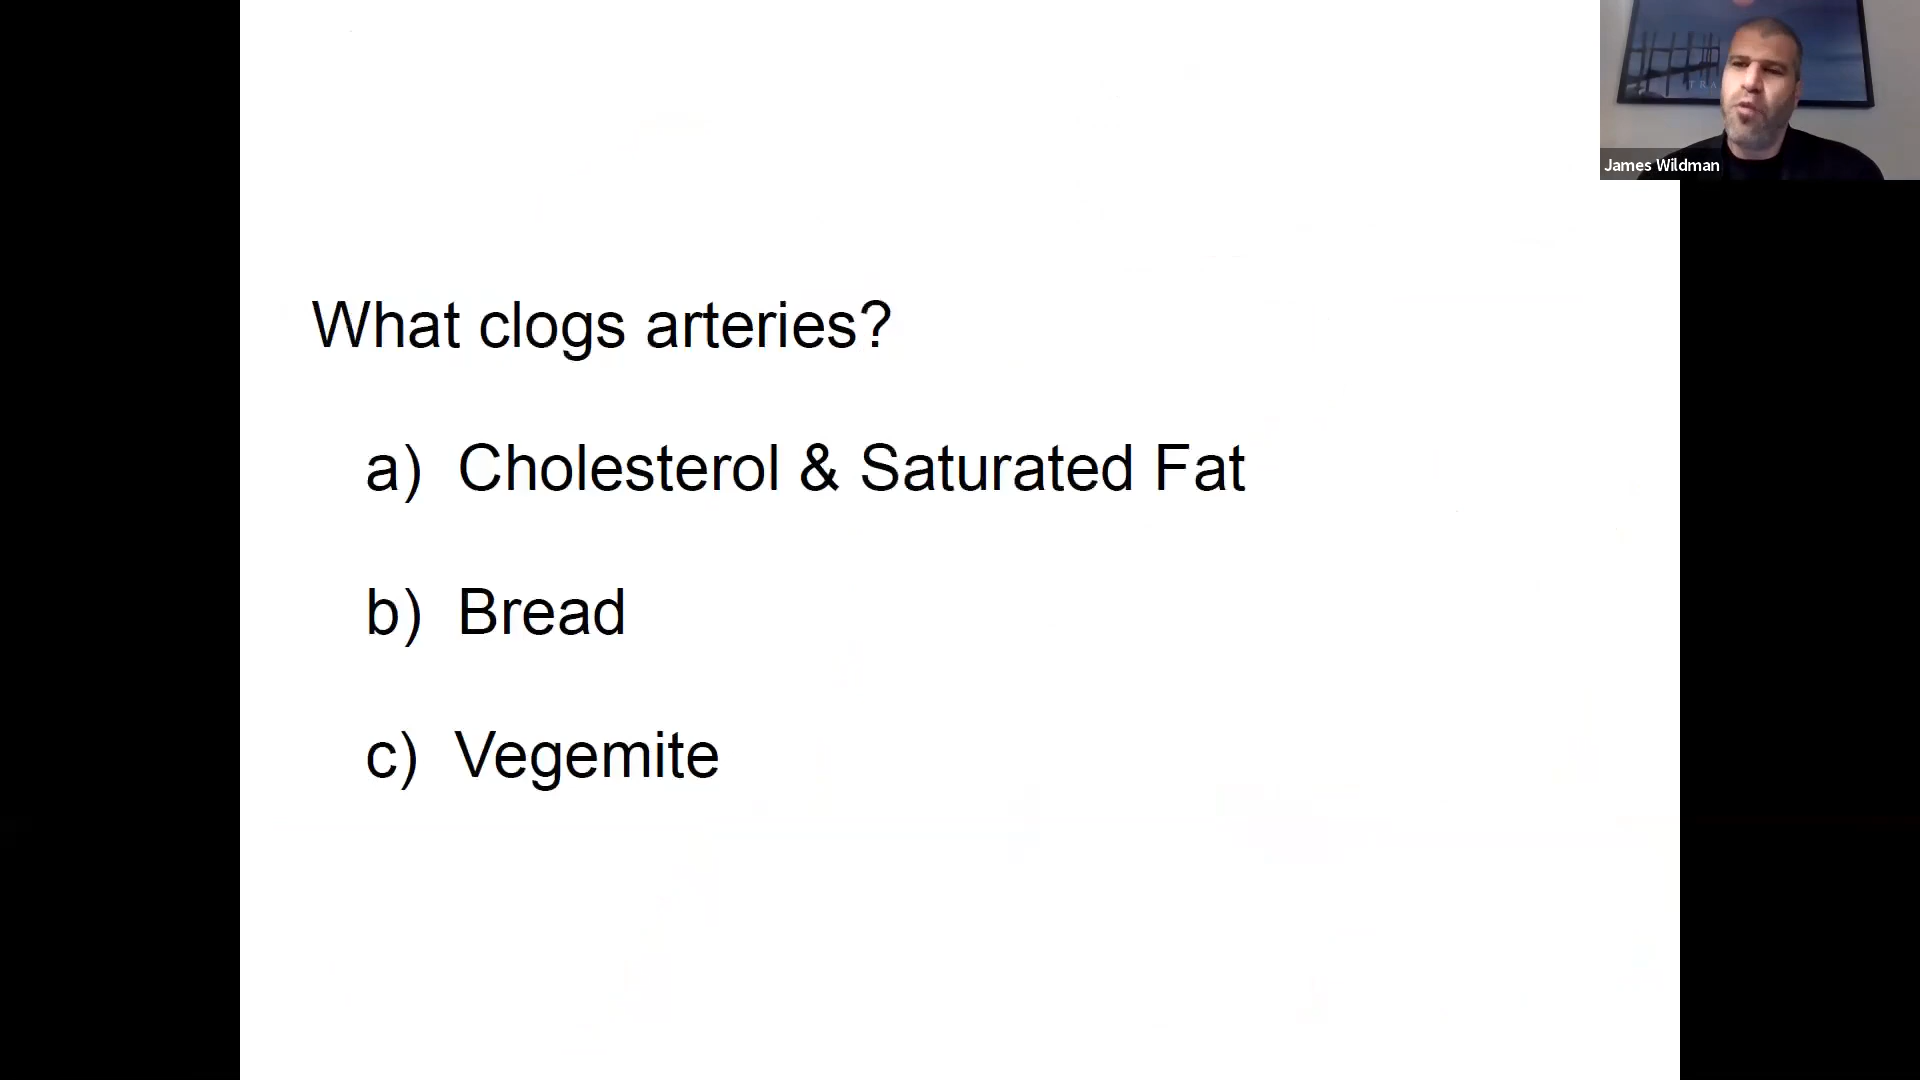 What clogs arteries?
a) Cholesterol & Saturated Fat
b) Bread
c) Vegemite
James Wildman